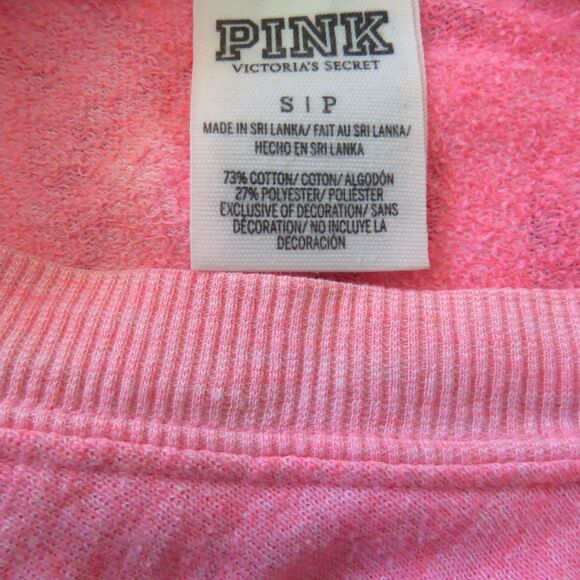 PINK
VICTORIA'S SECRET
S | P
MADE IN SRI LANKA/ FAIT AU SRI LANKA/
HECHO EN SRI LANKA
73% COTTON/ COTON/ ALGODÓN
27% POLYESTER/ POLIÉSTER
EXCLUSIVE OF DECORATION/ SANS
DÉCORATION/ NO INCLUYE LA
DECORACIÓN